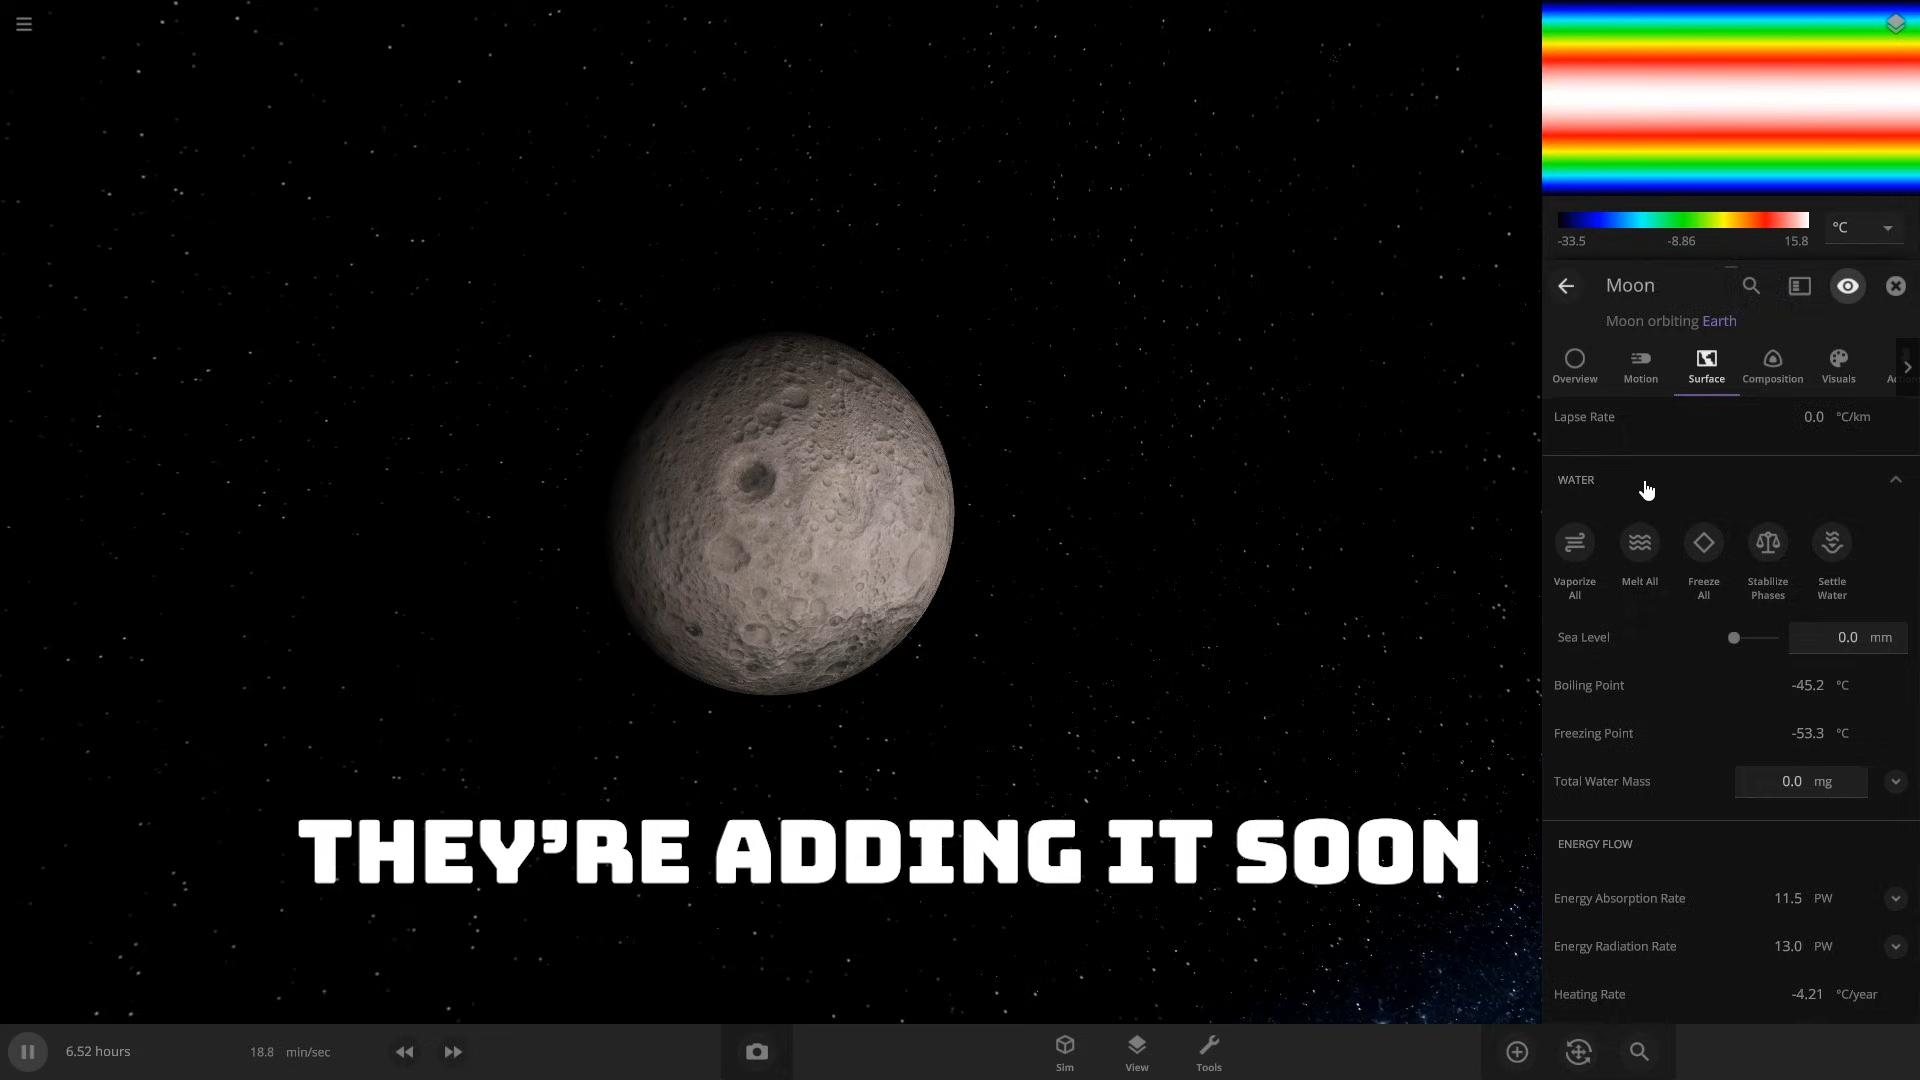 -33.5 -8.86 15.8 °C
Moon
Moon orbiting Earth
Overview Motion Surface Composition Visuals
Lapse Rate 0.0 °C/km
WATER
Vaporize All
Melt All
Freeze All
Stabilize Phases
Settle Water
Sea Level 0.0 mm
Boiling Point -45.2 °C
Freezing Point -53.3 °C
Total Water Mass 0.0 mg
THEY'RE ADDING IT SOON
ENERGY FLOW
Energy Absorption Rate 11.5 PW
Energy Radiation Rate 13.0 PW
Heating Rate -4.21 °C/year
6.52 hours 18.8 min/sec
Sim View Tools